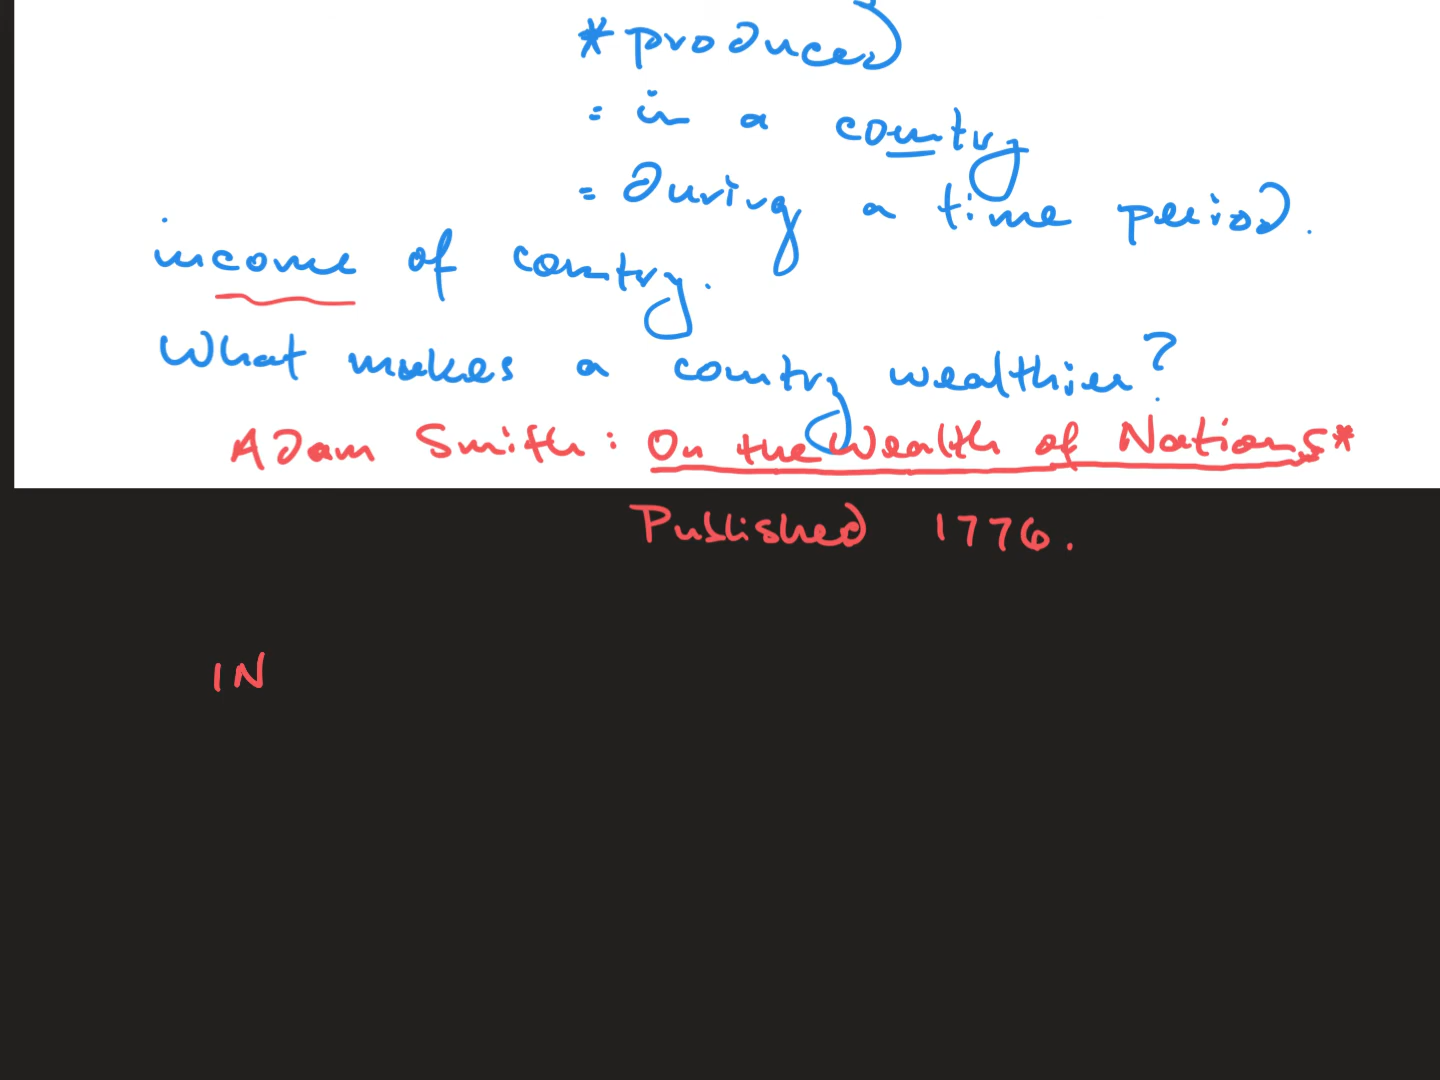 * produced
= in a country
= During a time period.
income of country.
What makes a country wealthier?
Adam Smith: On the Wealth of Nations*
Published 1776.
IN